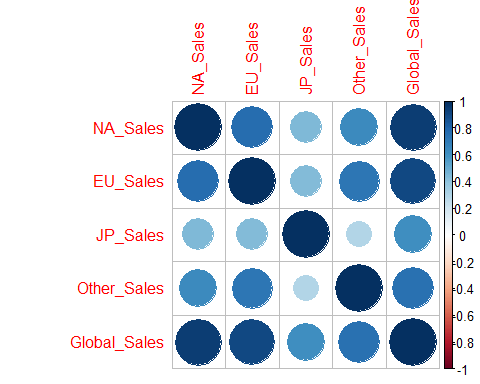 NA_Sales
EU_Sales
JP_Sales
Other_Sales
Global_Sales
NA_Sales
EU_Sales
JP_Sales
Other_Sales
Global_Sales
1
0.8
0.6
0.4
0.2
0
-0.2
-0.4
-0.6
-0.8
-1